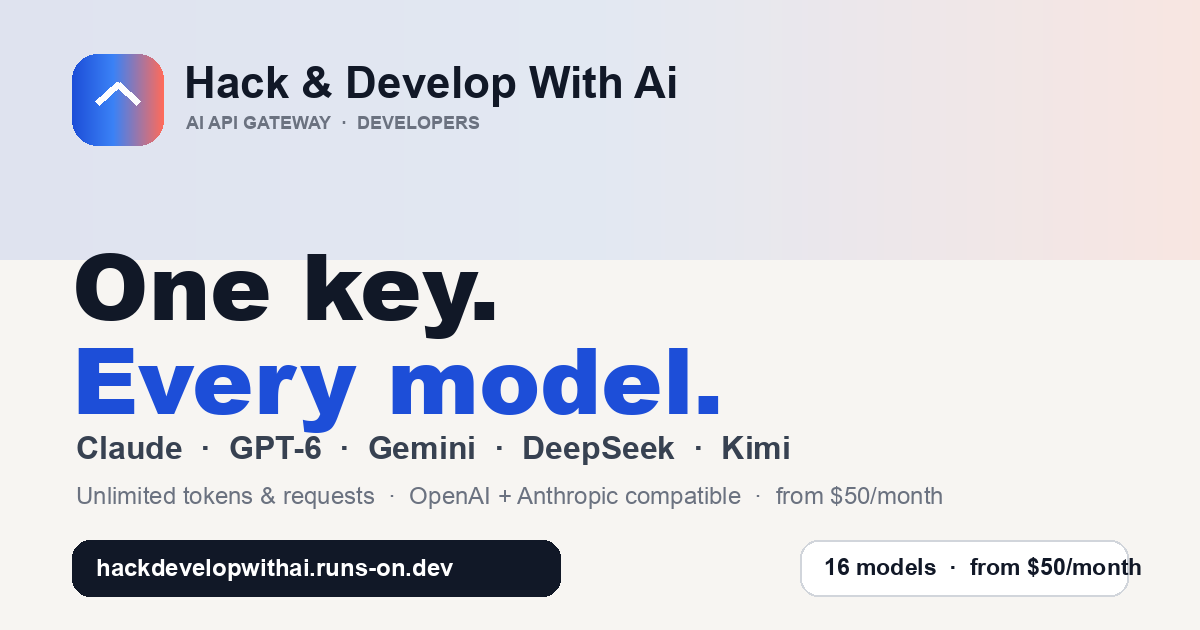 Hack & Develop With Ai
AI API GATEWAY · DEVELOPERS
One key.
Every model.
Claude · GPT-6 · Gemini · DeepSeek · Kimi
Unlimited tokens & requests · OpenAI + Anthropic compatible · from $50/month
hackdevelopwithai.runs-on.dev
16 models · from $50/month